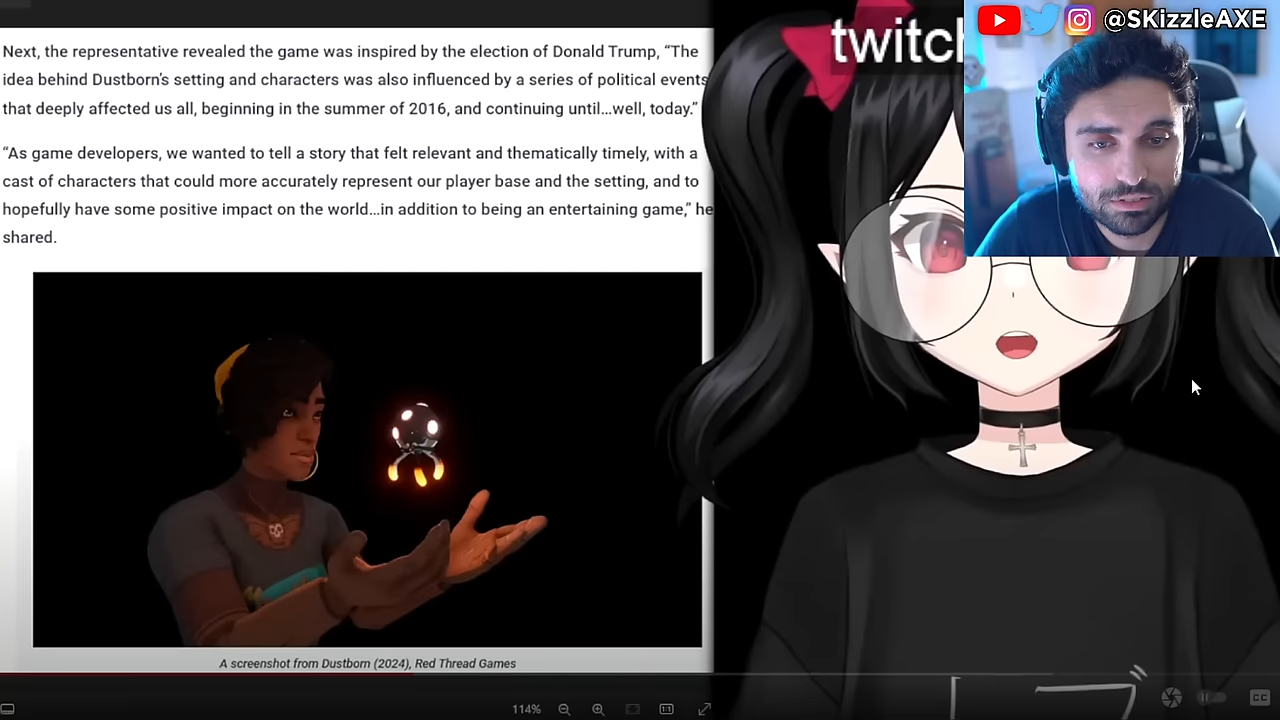 twitch
@SKizzleAXE
Next, the representative revealed the game was inspired by the election of Donald Trump, “The
idea behind Dustborn’s setting and characters was also influenced by a series of political events
that deeply affected us all, beginning in the summer of 2016, and continuing until…well, today.”
“As game developers, we wanted to tell a story that felt relevant and thematically timely, with a
cast of characters that could more accurately represent our player base and the setting, and to
hopefully have some positive impact on the world…in addition to being an entertaining game,” he
shared.
A screenshot from Dustborn (2024), Red Thread Games
114%
1:1
CC